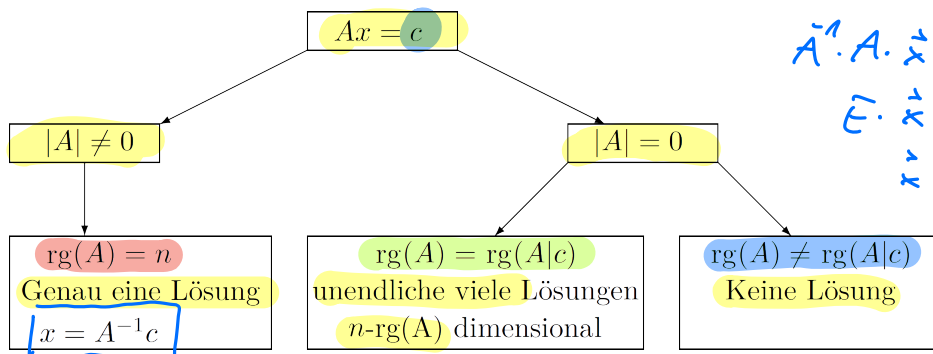 Ax = c
A⁻¹ · A · x⃗
E · x⃗
x⃗
|A| ≠ 0
|A| = 0
rg(A) = n
Genau eine Lösung
x = A⁻¹c
rg(A) = rg(A|c)
unendliche viele Lösungen
n-rg(A) dimensional
rg(A) ≠ rg(A|c)
Keine Lösung